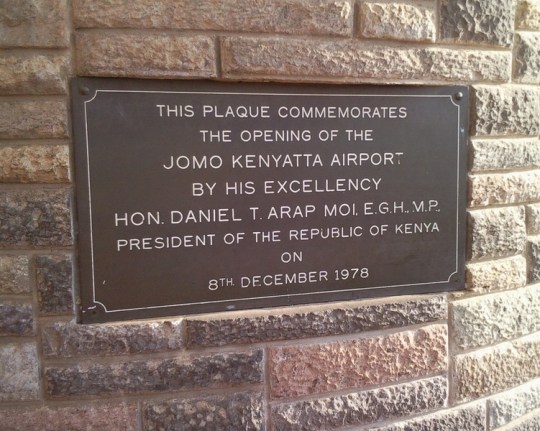 THIS PLAQUE COMMEMORATES
THE OPENING OF THE
JOMO KENYATTA AIRPORT
BY HIS EXCELLENCY
HON. DANIEL T. ARAP MOI, E.G.H., M.P.,
PRESIDENT OF THE REPUBLIC OF KENYA
ON
8TH DECEMBER 1978